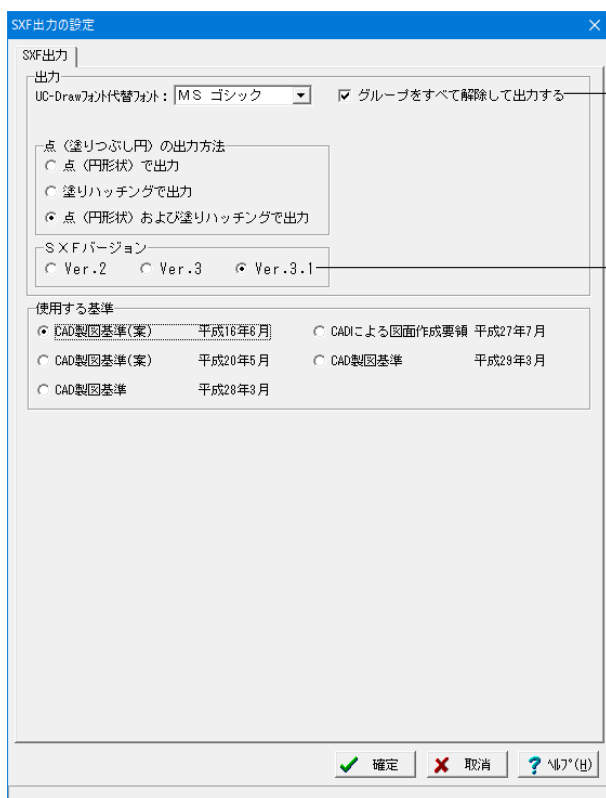 SXF出力の設定
SXF出力
出力
UC-Drawフォント代替フォント： MS ゴシック グループをすべて解除して出力する
点（塗りつぶし円）の出力方法
点（円形状）で出力
塗りハッチングで出力
点（円形状）および塗りハッチングで出力
ＳＸＦバージョン
Ver.2 Ver.3 Ver.3.1
使用する基準
CAD製図基準(案) 平成16年6月 CADによる図面作成要領 平成27年7月
CAD製図基準(案) 平成20年5月 CAD製図基準 平成29年3月
CAD製図基準 平成28年3月
確定 取消 ヘルプ(H)